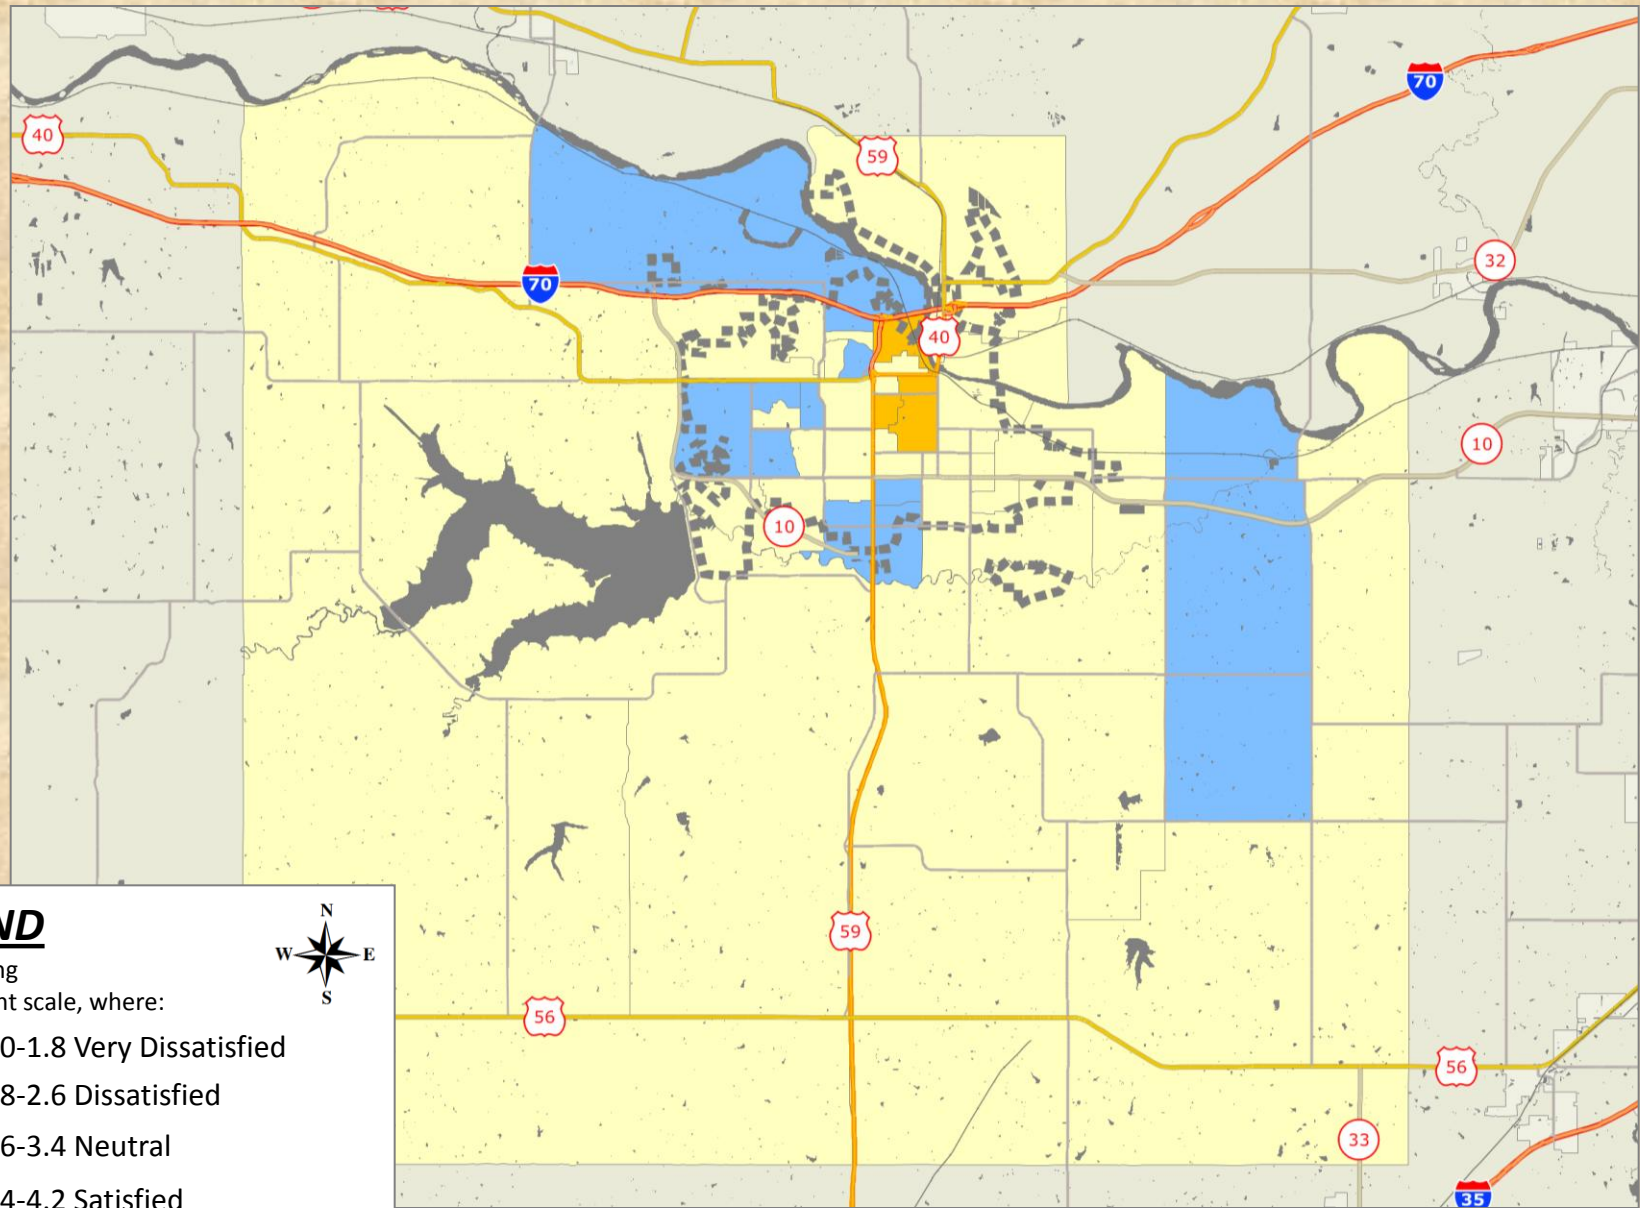 70
40
59
32
70
40
10
10
ND
N
W E
S
ng
nt scale, where:
0-1.8 Very Dissatisfied
8-2.6 Dissatisfied
6-3.4 Neutral
4-4.2 Satisfied
59
56
56
33
35